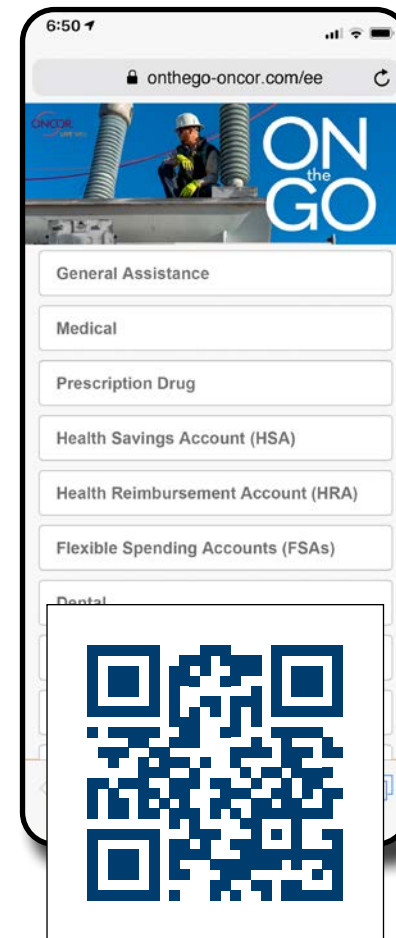 6:50
onthego-oncor.com/ee
ONCOR
ON
the
GO
General Assistance
Medical
Prescription Drug
Health Savings Account (HSA)
Health Reimbursement Account (HRA)
Flexible Spending Accounts (FSAs)
Dental